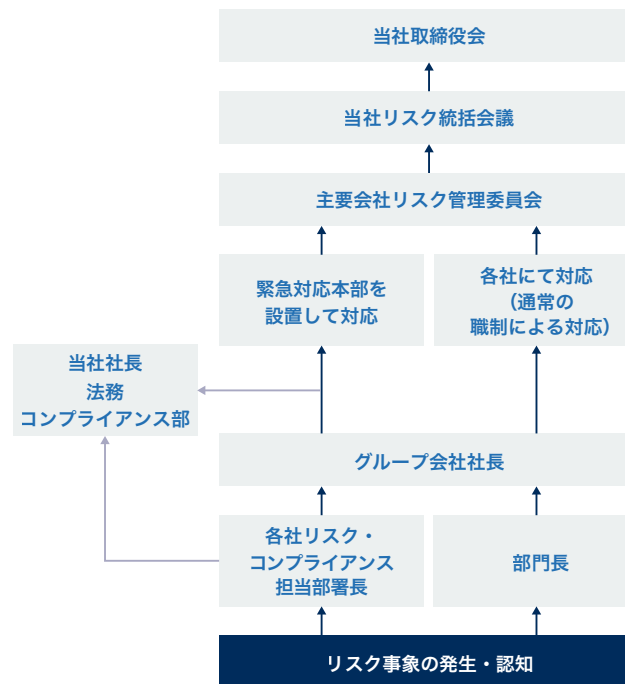 当社取締役会
当社リスク統括会議
主要会社リスク管理委員会
緊急対応本部を
設置して対応
各社にて対応
（通常の
職制による対応）
当社社長
法務
コンプライアンス部
グループ会社社長
各社リスク・
コンプライアンス
担当部署長
部門長
リスク事象の発生・認知